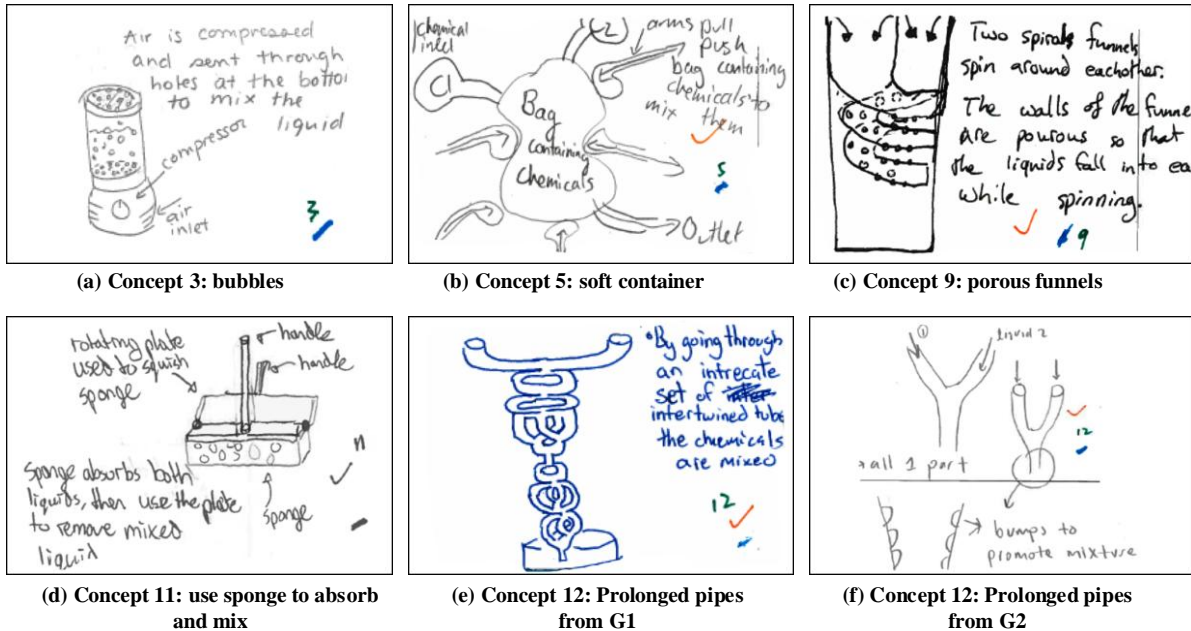 Air is compressed
and sent through
holes at the bottom
to mix the
liquid
compressor
air
inlet
3
(a) Concept 3: bubbles
chemical
inlet
C1
C2
arms pull
push
bag containing
chemicals to
mix them
Bag
containing
chemicals
Outlet
5
(b) Concept 5: soft container
Two spirals funnels
spin around eachother.
The walls of the funne
are pourous so that
the liquids fall into ea
while spinning.
9
(c) Concept 9: porous funnels
rotating plate
used to squish
sponge
handle
handle
Sponge absorbs both
liquids, then use the plate
to remove mixed
liquid
sponge
11
(d) Concept 11: use sponge to absorb
and mix
• By going through
an intrecate
set of
intertwined tube
the chemicals
are mixed
12
(e) Concept 12: Prolonged pipes
from G1
1
liquid 2
12
all 1 part
bumps to
promote mixture
(f) Concept 12: Prolonged pipes
from G2